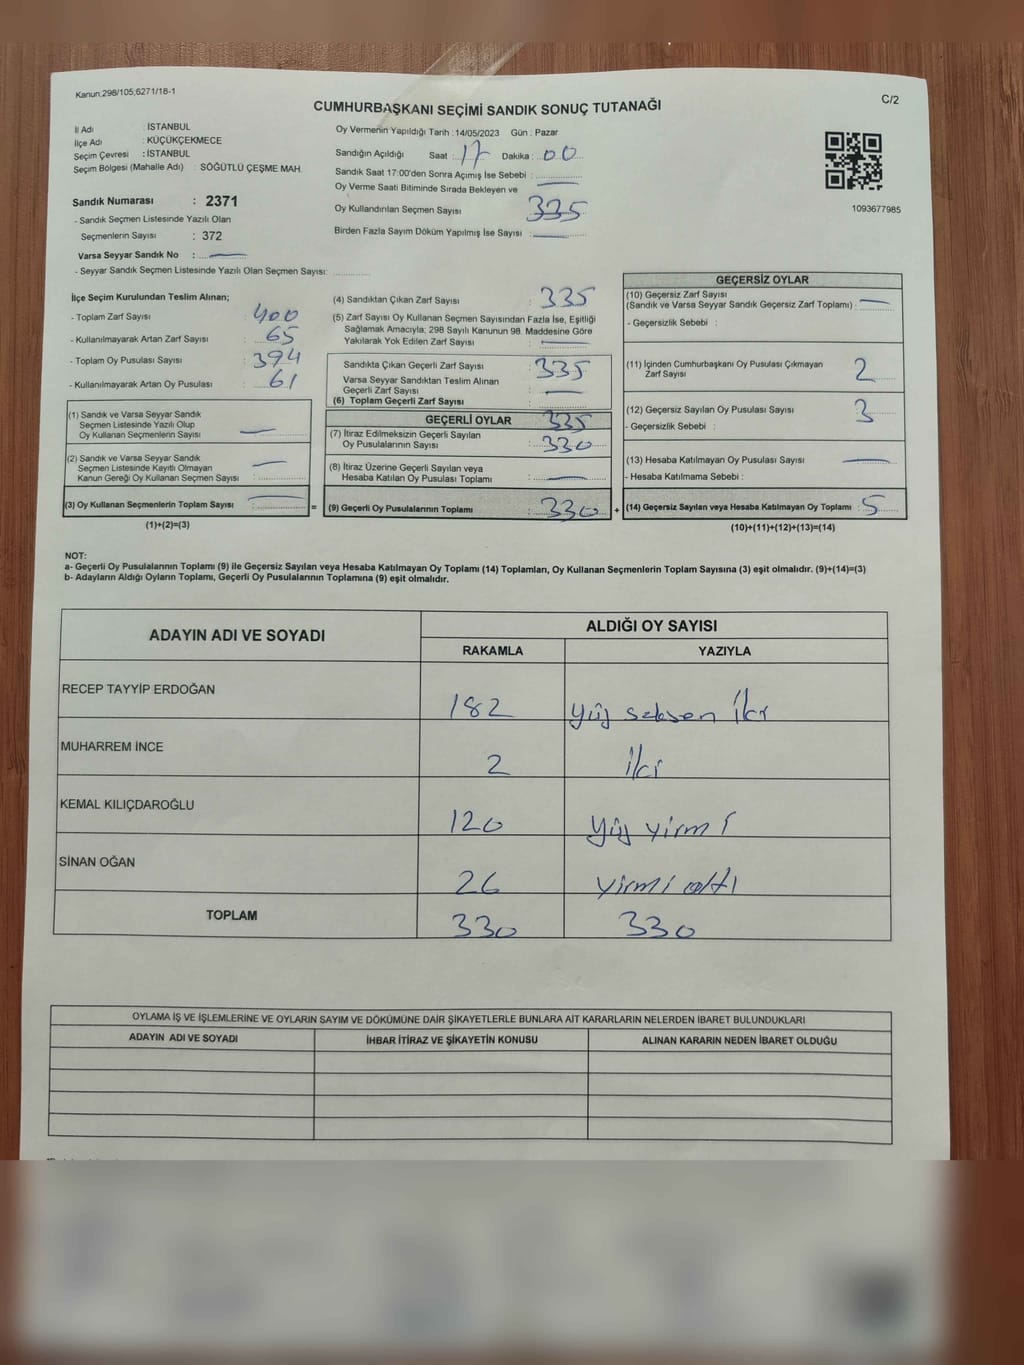 Kanun;298/105,6271/18-1
C/2
CUMHURBAŞKANI SEÇİMİ SANDIK SONUÇ TUTANAĞI
İl Adı : İSTANBUL
İlçe Adı : KÜÇÜKÇEKMECE
Seçim Çevresi : İSTANBUL
Seçim Bölgesi (Mahalle Adı) : SÖĞÜTLÜ ÇEŞME MAH.
Sandık Numarası : 2371
- Sandık Seçmen Listesinde Yazılı Olan
Seçmenlerin Sayısı : 372
Varsa Seyyar Sandık No :
- Seyyar Sandık Seçmen Listesinde Yazılı Olan Seçmen Sayısı:
Oy Vermenin Yapıldığı Tarih :14/05/2023 Gün : Pazar
Sandığın Açıldığı Saat : 17 Dakika : 00
Sandık Saat 17:00'den Sonra Açımış İse Sebebi :
Oy Verme Saati Bitiminde Sırada Bekleyen ve
Oy Kullandırılan Seçmen Sayısı 335
Birden Fazla Sayım Döküm Yapılmış İse Sayısı :
1093677985
İlçe Seçim Kurulundan Teslim Alınan;
- Toplam Zarf Sayısı : 400
- Kullanılmayarak Artan Zarf Sayısı : 65
- Toplam Oy Pusulası Sayısı : 394
- Kullanılmayarak Artan Oy Pusulası : 61
(1) Sandık ve Varsa Seyyar Sandık
Seçmen Listesinde Yazılı Olup
Oy Kullanan Seçmenlerin Sayısı
(2) Sandık ve Varsa Seyyar Sandık
Seçmen Listesinde Kayıtlı Olmayan
Kanun Gereği Oy Kullanan Seçmen Sayısı :
(3) Oy Kullanan Seçmenlerin Toplam Sayısı :
(1)+(2)=(3)
=
(4) Sandıktan Çıkan Zarf Sayısı : 335
(5) Zarf Sayısı Oy Kullanan Seçmen Sayısından Fazla İse, Eşitliği
Sağlamak Amacıyla; 298 Sayılı Kanunun 98. Maddesine Göre
Yakılarak Yok Edilen Zarf Sayısı :
Sandıkta Çıkan Geçerli Zarf Sayısı : 335
Varsa Seyyar Sandıktan Teslim Alınan
Geçerli Zarf Sayısı :
(6) Toplam Geçerli Zarf Sayısı :
GEÇERLİ OYLAR 335
(7) İtiraz Edilmeksizin Geçerli Sayılan
Oy Pusulalarının Sayısı : 330
(8) İtiraz Üzerine Geçerli Sayılan veya
Hesaba Katılan Oy Pusulası Toplamı :
(9) Geçerli Oy Pusulalarının Toplamı : 330
+
GEÇERSİZ OYLAR
(10) Geçersiz Zarf Sayısı
(Sandık ve Varsa Seyyar Sandık Geçersiz Zarf Toplamı) :
- Geçersizlik Sebebi :
(11) İçinden Cumhurbaşkanı Oy Pusulası Çıkmayan
Zarf Sayısı 2
(12) Geçersiz Sayılan Oy Pusulası Sayısı 3
- Geçersizlik Sebebi :
(13) Hesaba Katılmayan Oy Pusulası Sayısı
- Hesaba Katılmama Sebebi :
(14) Geçersiz Sayılan veya Hesaba Katılmayan Oy Toplamı : 5
(10)+(11)+(12)+(13)=(14)
NOT:
a- Geçerli Oy Pusulalarının Toplamı (9) ile Geçersiz Sayılan veya Hesaba Katılmayan Oy Toplamı (14) Toplamları, Oy Kullanan Seçmenlerin Toplam Sayısına (3) eşit olmalıdır. (9)+(14)=(3)
b- Adayların Aldığı Oyların Toplamı, Geçerli Oy Pusulalarının Toplamına (9) eşit olmalıdır.
ADAYIN ADI VE SOYADI
ALDIĞI OY SAYISI
RAKAMLA YAZIYLA
RECEP TAYYİP ERDOĞAN 182 yüz seksen iki
MUHARREM İNCE 2 iki
KEMAL KILIÇDAROĞLU 120 yüz yirmi
SİNAN OĞAN 26 yirmi altı
TOPLAM 330 330
OYLAMA İŞ VE İŞLEMLERİNE VE OYLARIN SAYIM VE DÖKÜMÜNE DAİR ŞİKAYETLERLE BUNLARA AİT KARARLARIN NELERDEN İBARET BULUNDUKLARI
ADAYIN ADI VE SOYADI İHBAR İTİRAZ VE ŞİKAYETİN KONUSU ALINAN KARARIN NEDEN İBARET OLDUĞU